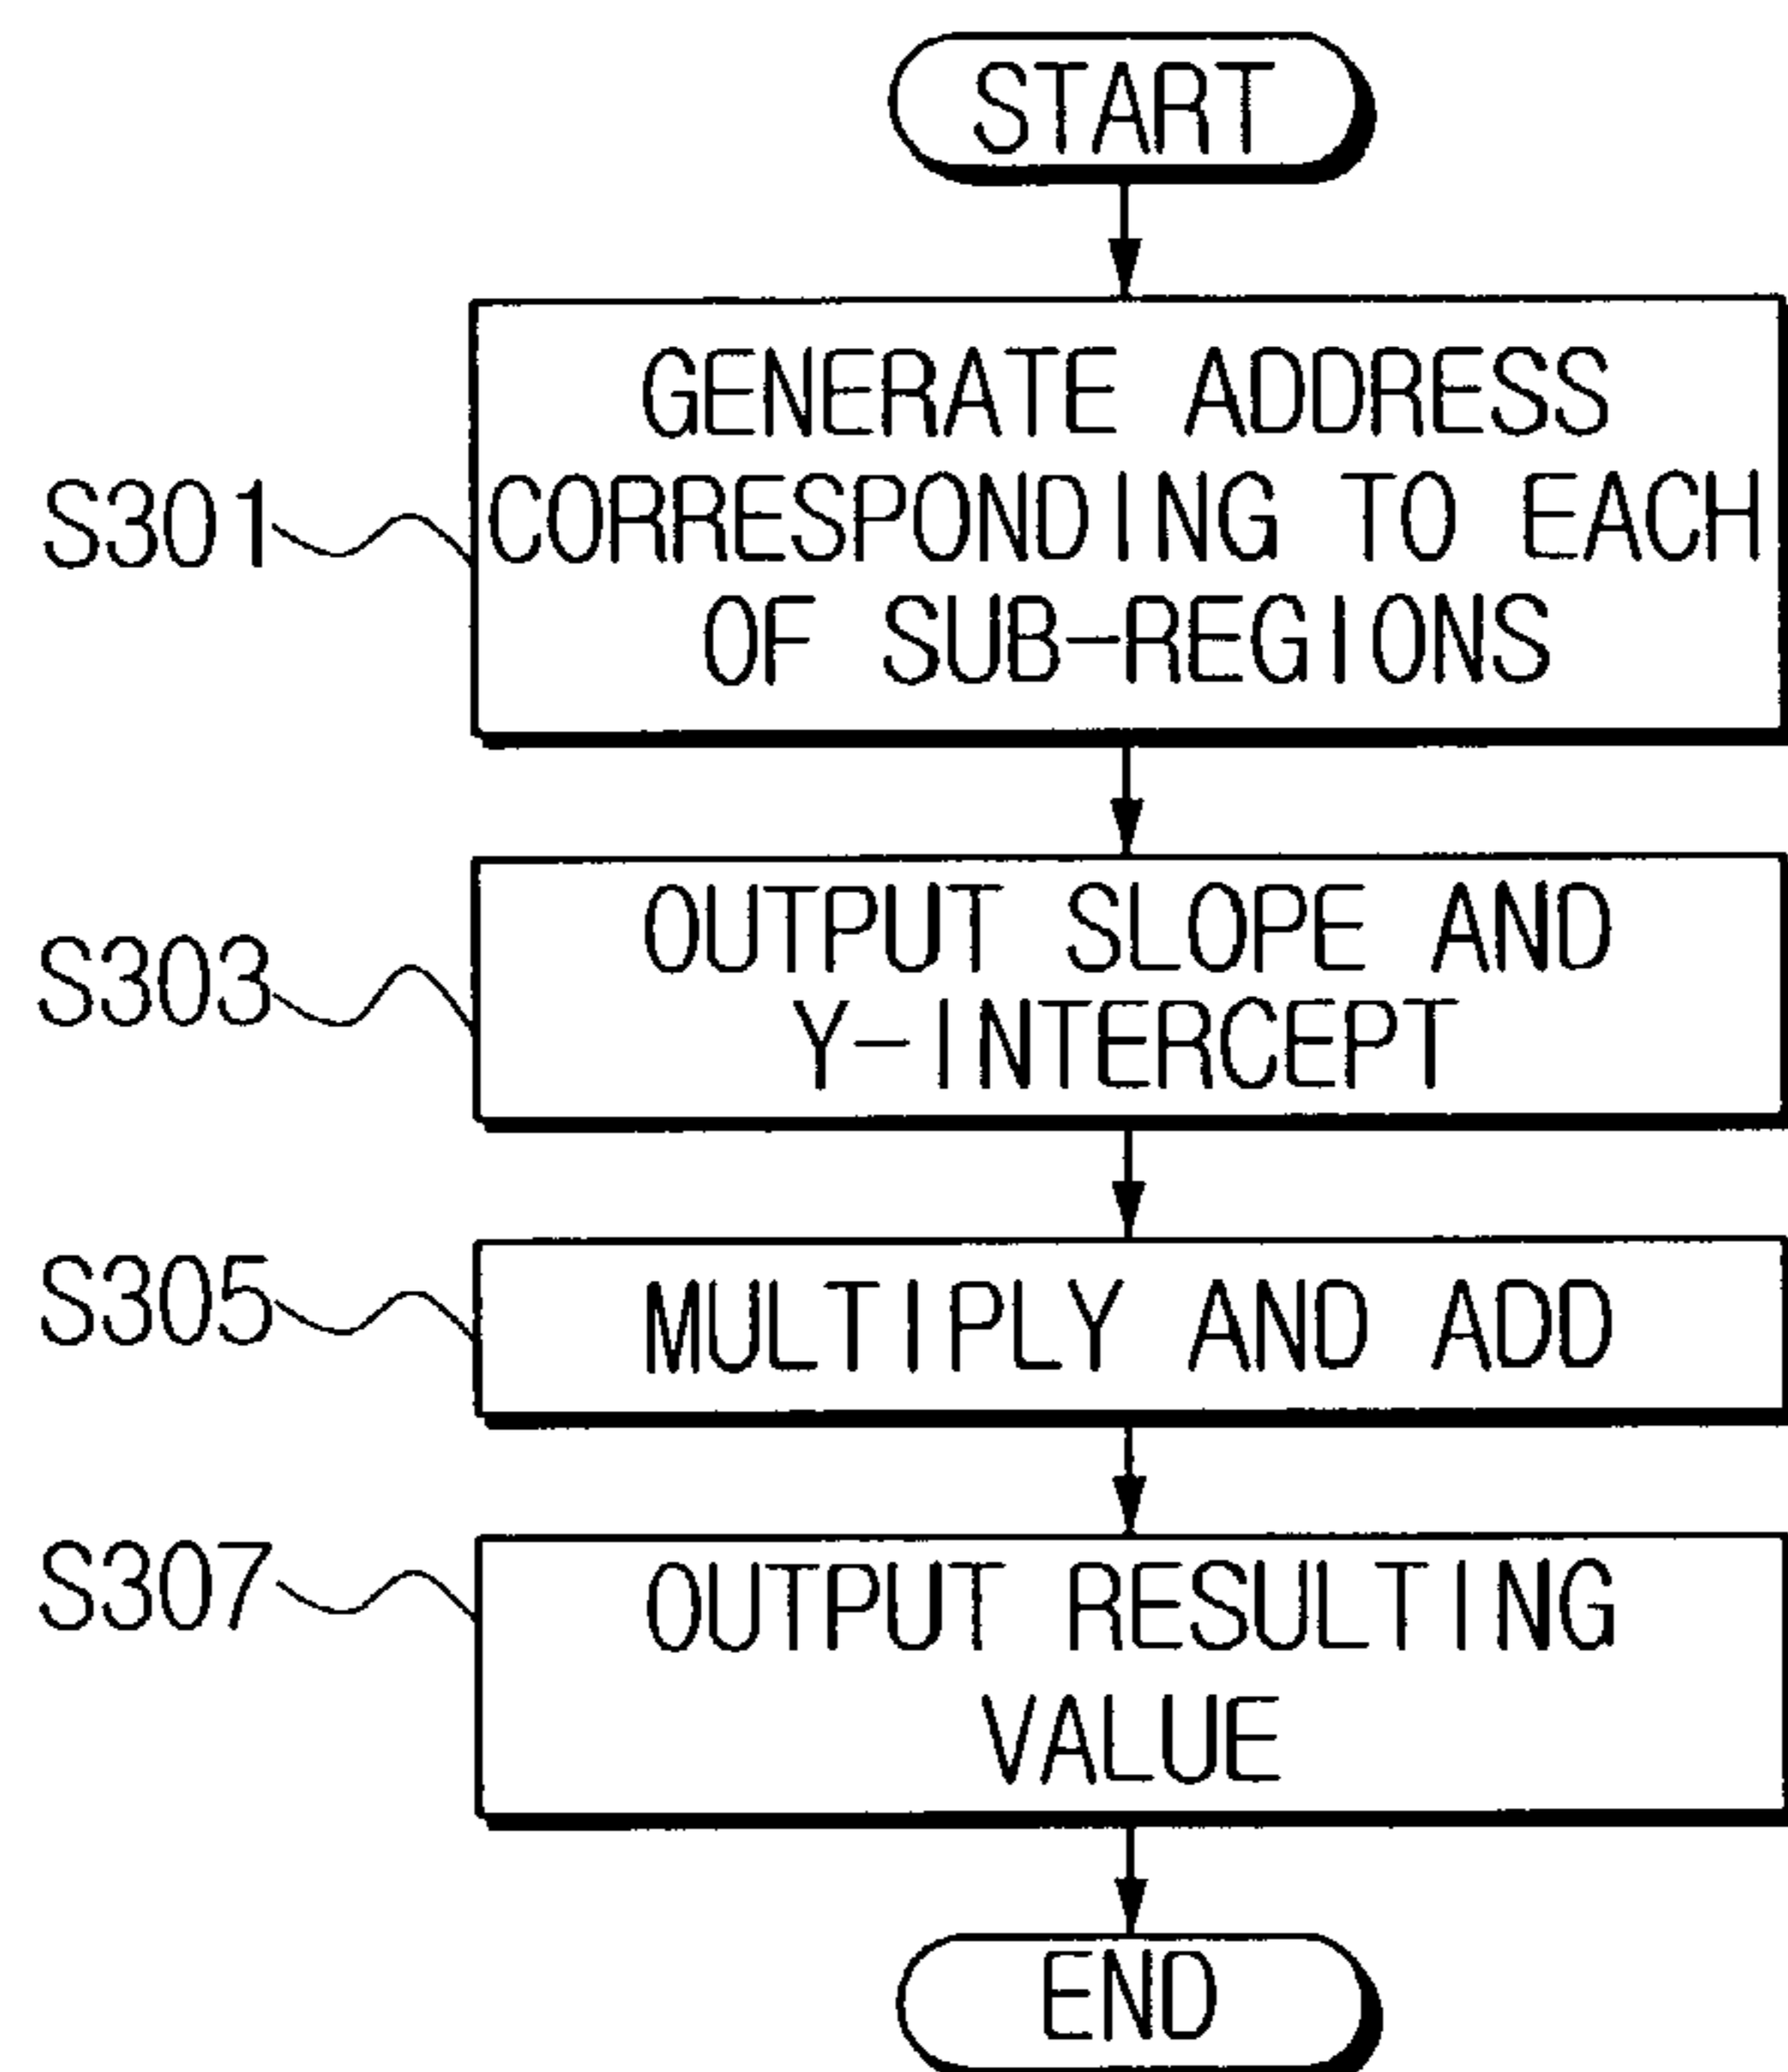 START
GENERATE ADDRESS
S301
CORRESPONDING TO EACH
OF SUB-REGIONS
OUTPUT SLOPE AND
S303
Y-INTERCEPT
S305
MULTIPLY AND ADD
S307
OUTPUT RESULTING
VALUE
END